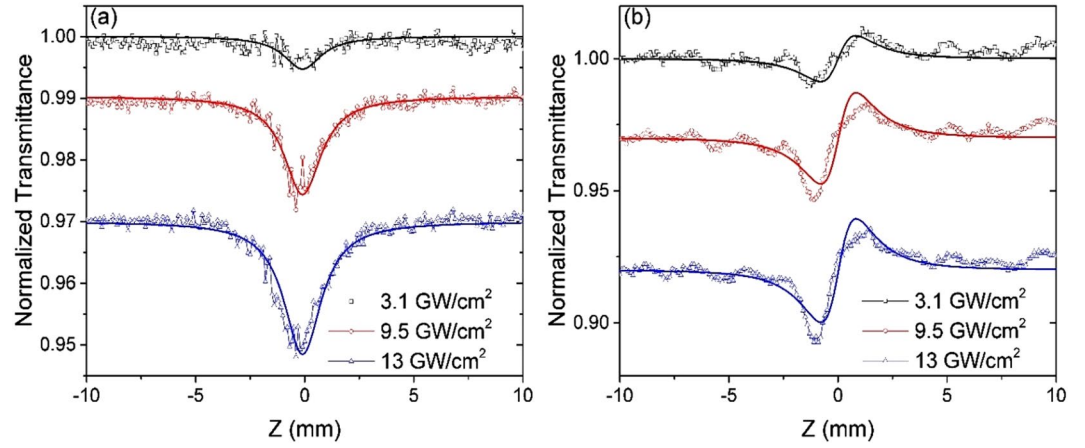 (a)
Normalized Transmittance
1.00
0.99
0.98
0.97
0.96
0.95
3.1 GW/cm²
9.5 GW/cm²
13 GW/cm²
-10
-5
0
5
10
Z (mm)
(b)
Normalized Transmittance
1.00
0.95
0.90
3.1 GW/cm²
9.5 GW/cm²
13 GW/cm²
-10
-5
0
5
10
Z (mm)